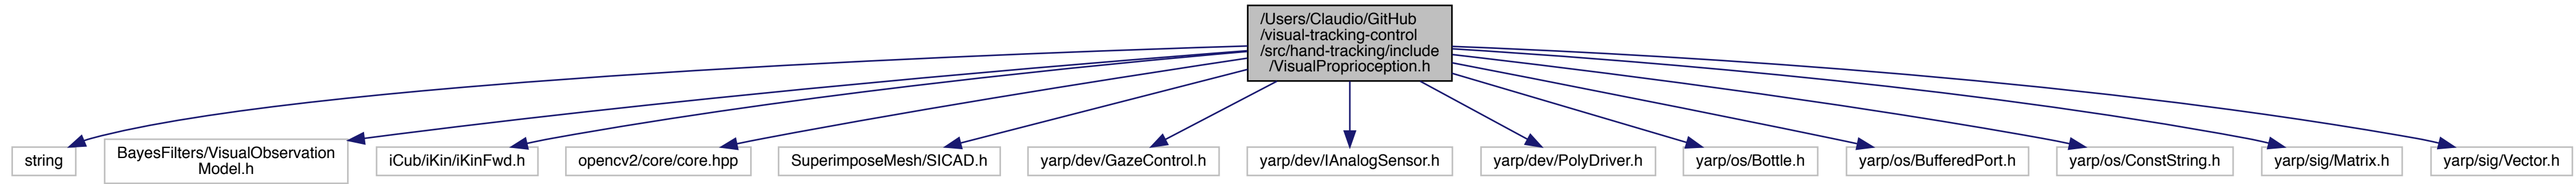 /Users/Claudio/GitHub
/visual-tracking-control
/src/hand-tracking/include
/VisualProprioception.h
string
BayesFilters/VisualObservation
Model.h
iCub/iKin/iKinFwd.h
opencv2/core/core.hpp
SuperimposeMesh/SICAD.h
yarp/dev/GazeControl.h
yarp/dev/IAnalogSensor.h
yarp/dev/PolyDriver.h
yarp/os/Bottle.h
yarp/os/BufferedPort.h
yarp/os/ConstString.h
yarp/sig/Matrix.h
yarp/sig/Vector.h